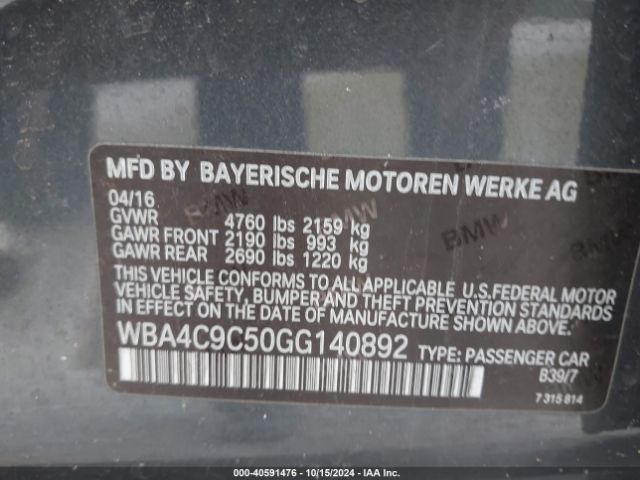 MFD BY BAYERISCHE MOTOREN WERKE AG
04/16
GVWR 4760 lbs 2159 kg
GAWR FRONT 2190 lbs 993 kg
GAWR REAR 2690 lbs 1220 kg
THIS VEHICLE CONFORMS TO ALL APPLICABLE U.S.FEDERAL MOTOR
VEHICLE SAFETY, BUMPER AND THEFT PREVENTION STANDARDS
IN EFFECT ON THE DATE OF MANUFACTURE SHOWN ABOVE.
WBA4C9C50GG140892 TYPE: PASSENGER CAR
B39/7
7 315 814
BMW
BMW
BMW
000-40591476 - 10/15/2024 - IAA Inc.